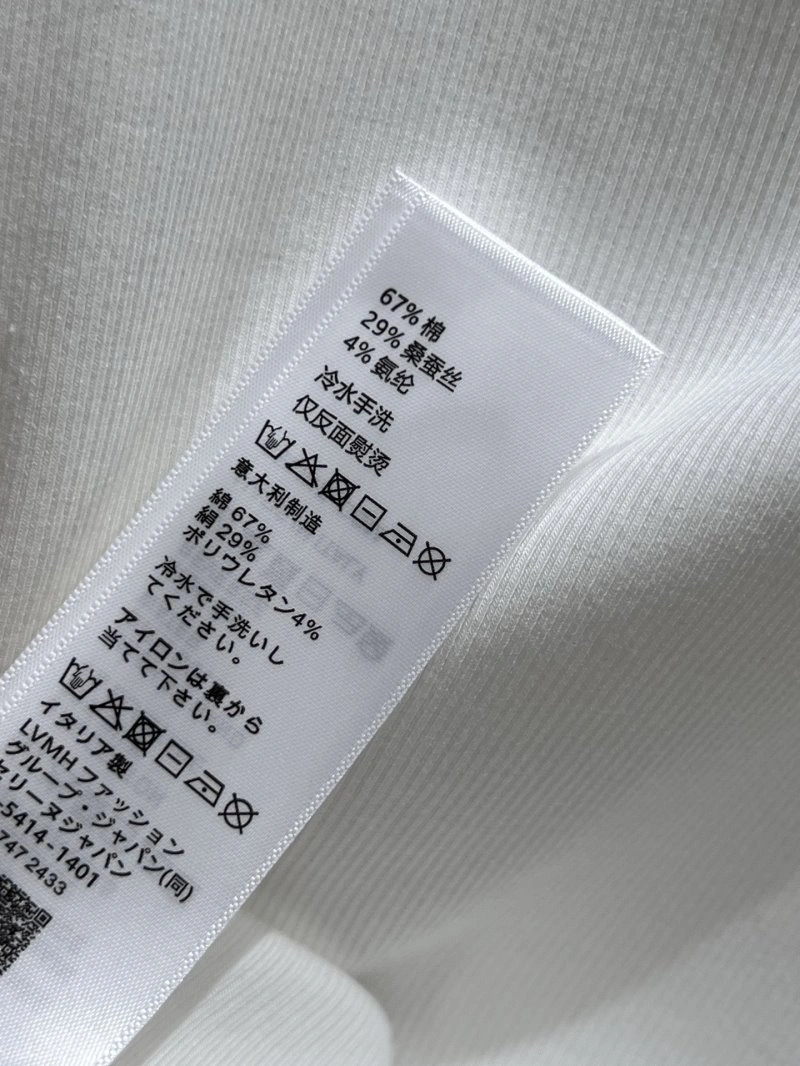 67% 棉
29% 桑蚕丝
4% 氨纶
冷水手洗
仅反面熨烫
意大利制造
綿 67%
絹 29%
ポリウレタン4%
冷水で手洗いし
てください。
アイロンは裏から
当てて下さい。
イタリア製
LVMH ファッション
グループ・ジャパン(同)
セリーヌジャパン
-5414-1401
747 2433